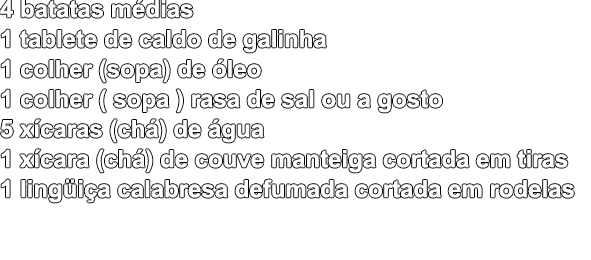 4 batatas médias
1 tablete de caldo de galinha
1 colher (sopa) de óleo
1 colher ( sopa ) rasa de sal ou a gosto
5 xícaras (chá) de água
1 xícara (chá) de couve manteiga cortada em tiras
1 lingüiça calabresa defumada cortada em rodelas